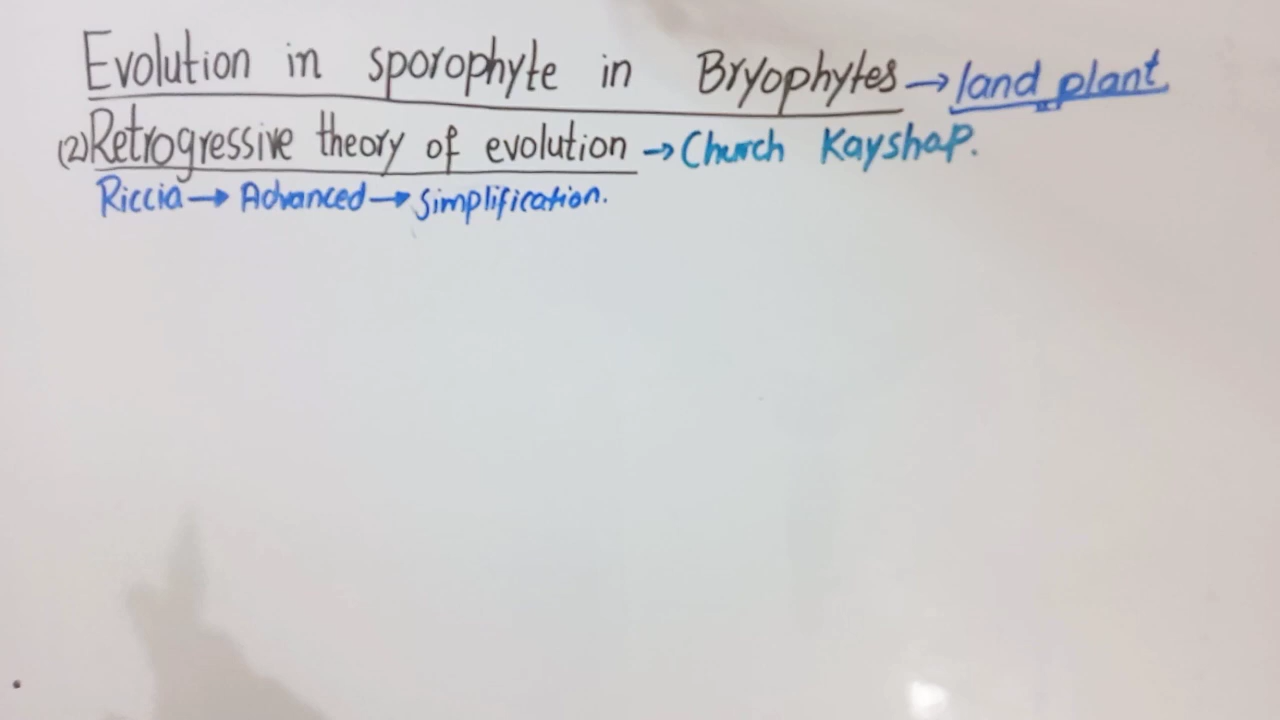 Evolution in sporophyte in Bryophytes → land plant
(2) Retrogressive theory of evolution → Church Kayshap.
Riccia → Advanced → Simplification.